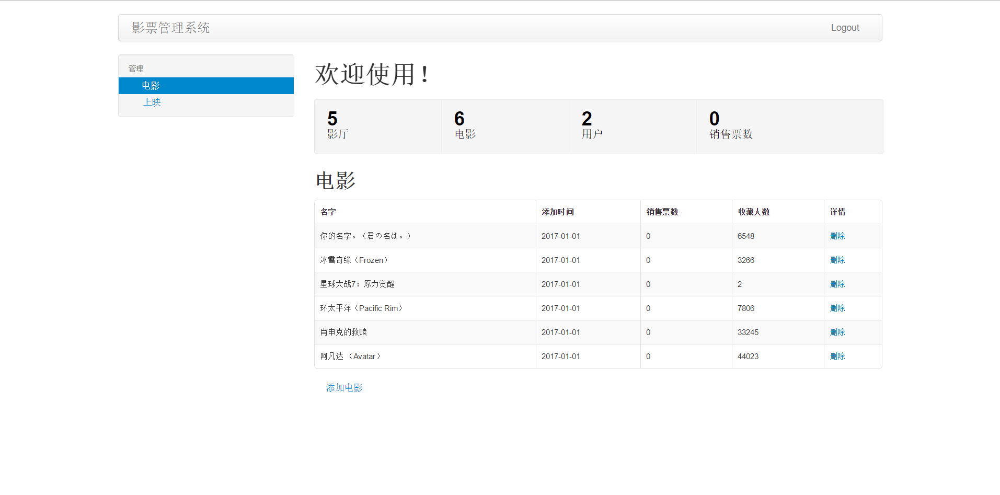 影票管理系统 Logout
管理
电影
上映
欢迎使用！
5 6 2 0
影厅 电影 用户 销售票数
电影
名字 添加时间 销售票数 收藏人数 详情
你的名字。（君の名は。） 2017-01-01 0 6548 删除
冰雪奇缘（Frozen） 2017-01-01 0 3266 删除
星球大战7：原力觉醒 2017-01-01 0 2 删除
环太平洋（Pacific Rim） 2017-01-01 0 7806 删除
肖申克的救赎 2017-01-01 0 33245 删除
阿凡达 （Avatar） 2017-01-01 0 44023 删除
添加电影